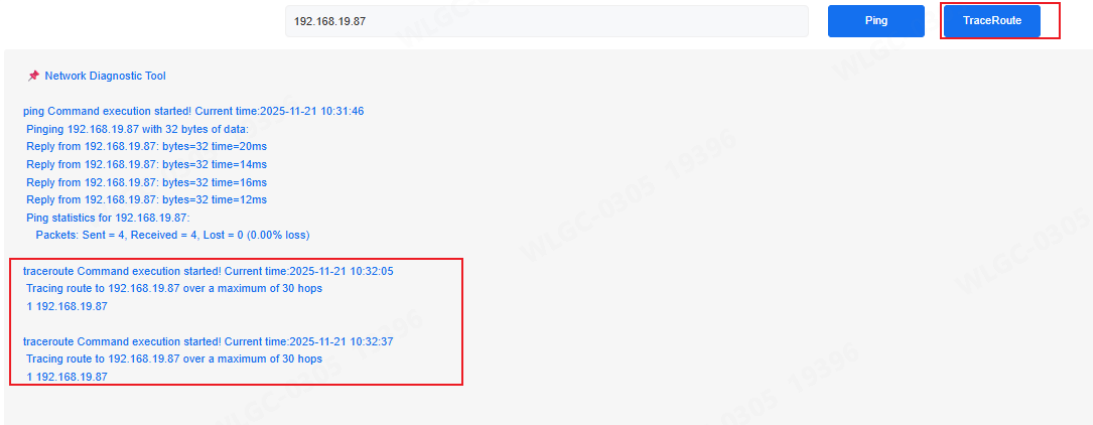 192.168.19.87
Ping
TraceRoute
Network Diagnostic Tool
ping Command execution started! Current time:2025-11-21 10:31:46
Pinging 192.168.19.87 with 32 bytes of data:
Reply from 192.168.19.87: bytes=32 time=20ms
Reply from 192.168.19.87: bytes=32 time=14ms
Reply from 192.168.19.87: bytes=32 time=16ms
Reply from 192.168.19.87: bytes=32 time=12ms
Ping statistics for 192.168.19.87:
Packets: Sent = 4, Received = 4, Lost = 0 (0.00% loss)
traceroute Command execution started! Current time:2025-11-21 10:32:05
Tracing route to 192.168.19.87 over a maximum of 30 hops
1 192.168.19.87
traceroute Command execution started! Current time:2025-11-21 10:32:37
Tracing route to 192.168.19.87 over a maximum of 30 hops
1 192.168.19.87
WLGC-0305 19396